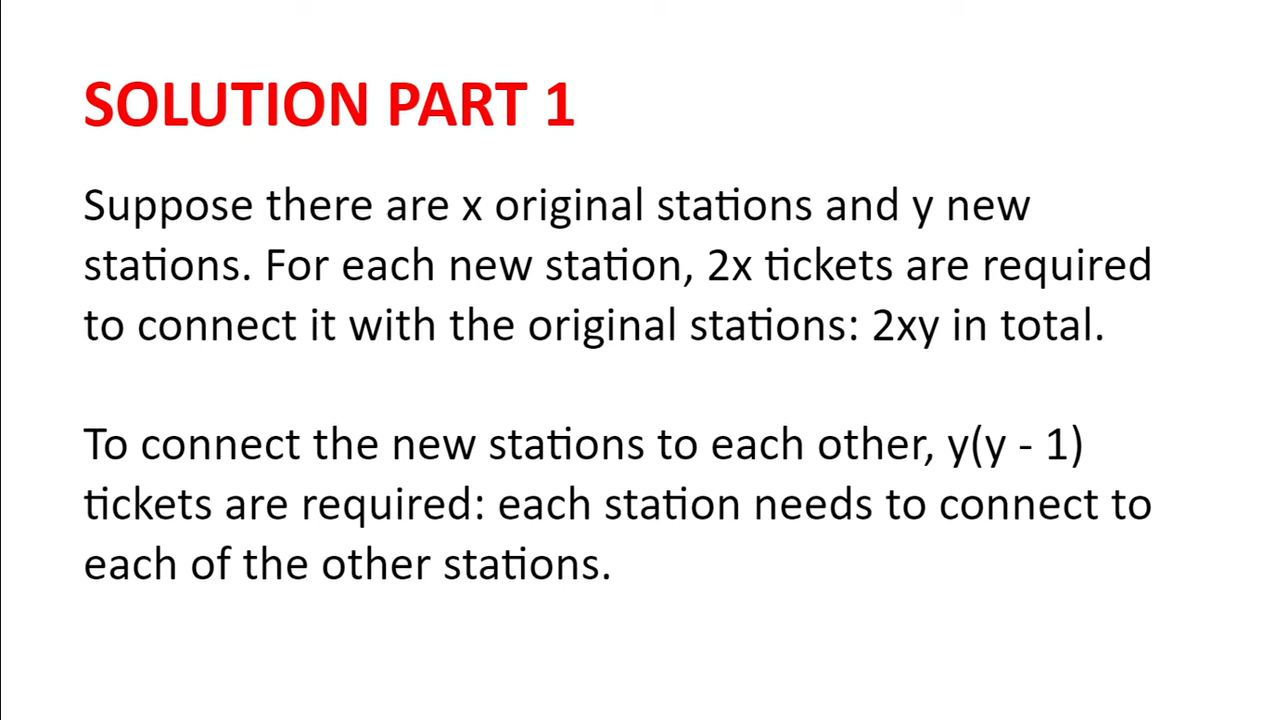 SOLUTION PART 1
Suppose there are x original stations and y new
stations. For each new station, 2x tickets are required
to connect it with the original stations: 2xy in total.
To connect the new stations to each other, y(y - 1)
tickets are required: each station needs to connect to
each of the other stations.